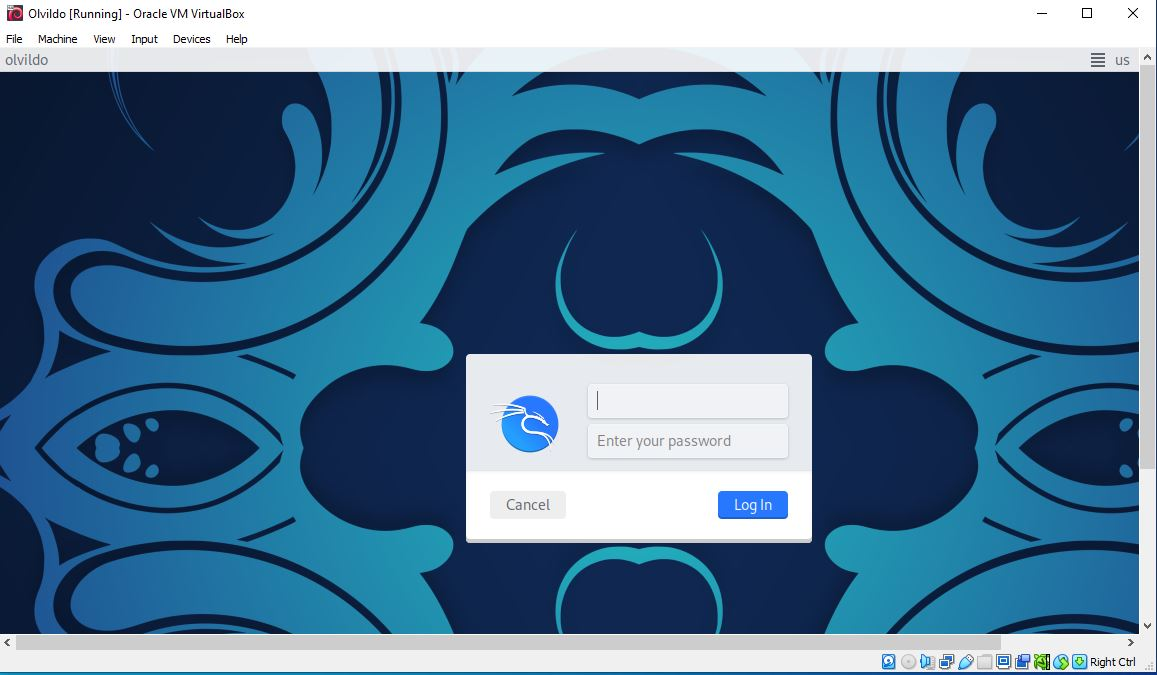 Olvildo [Running] - Oracle VM VirtualBox
File Machine View Input Devices Help
olvildo us
Enter your password
Cancel Log In
Right Ctrl